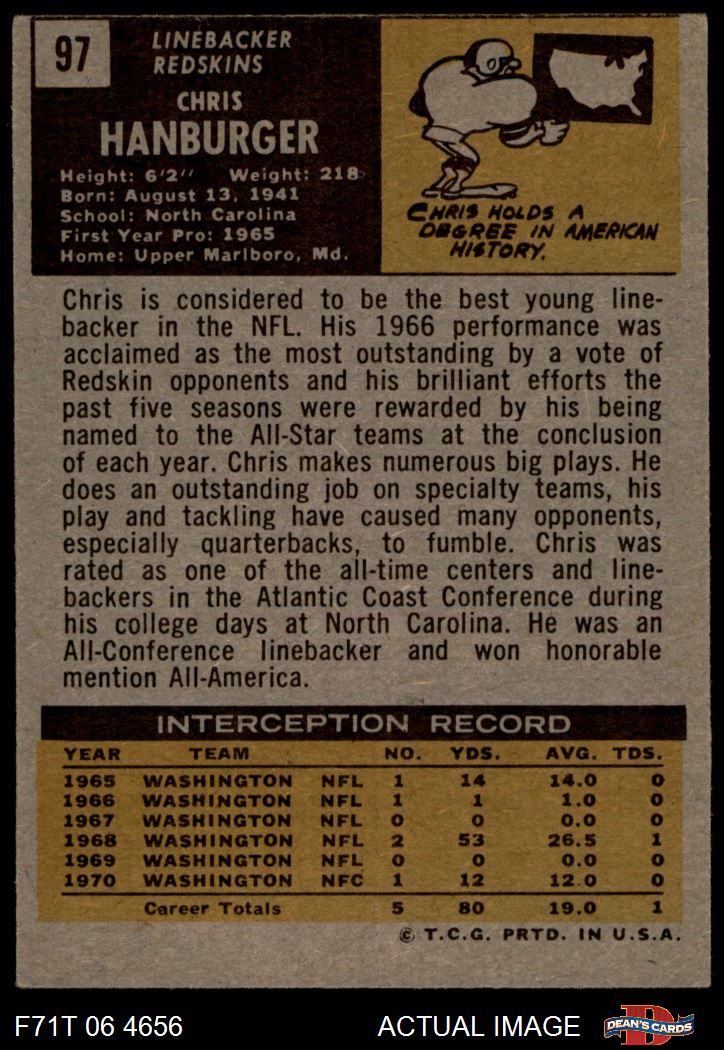 97
LINEBACKER
REDSKINS
CHRIS
HANBURGER
Height: 6'2" Weight: 218
Born: August 13, 1941
School: North Carolina
First Year Pro: 1965
Home: Upper Marlboro, Md.
CHRIS HOLDS A
DEGREE IN AMERICAN
HISTORY.
Chris is considered to be the best young line-
backer in the NFL. His 1966 performance was
acclaimed as the most outstanding by a vote of
Redskin opponents and his brilliant efforts the
past five seasons were rewarded by his being
named to the All-Star teams at the conclusion
of each year. Chris makes numerous big plays. He
does an outstanding job on specialty teams, his
play and tackling have caused many opponents,
especially quarterbacks, to fumble. Chris was
rated as one of the all-time centers and line-
backers in the Atlantic Coast Conference during
his college days at North Carolina. He was an
All-Conference linebacker and won honorable
mention All-America.
INTERCEPTION RECORD
YEAR TEAM NO. YDS. AVG. TDS.
1965 WASHINGTON NFL 1 14 14.0 0
1966 WASHINGTON NFL 1 1 1.0 0
1967 WASHINGTON NFL 0 0 0.0 0
1968 WASHINGTON NFL 2 53 26.5 1
1969 WASHINGTON NFL 0 0 0.0 0
1970 WASHINGTON NFC 1 12 12.0 0
Career Totals 5 80 19.0 1
© T.C.G. PRTD. IN U.S.A.
F71T 06 4656 ACTUAL IMAGE
D
DEAN'S CARDS